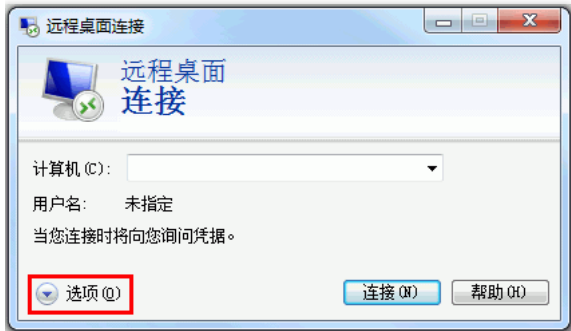 远程桌面连接
远程桌面
连接
计算机(C):
用户名: 未指定
当您连接时将向您询问凭据。
选项(O) 连接(N) 帮助(H)